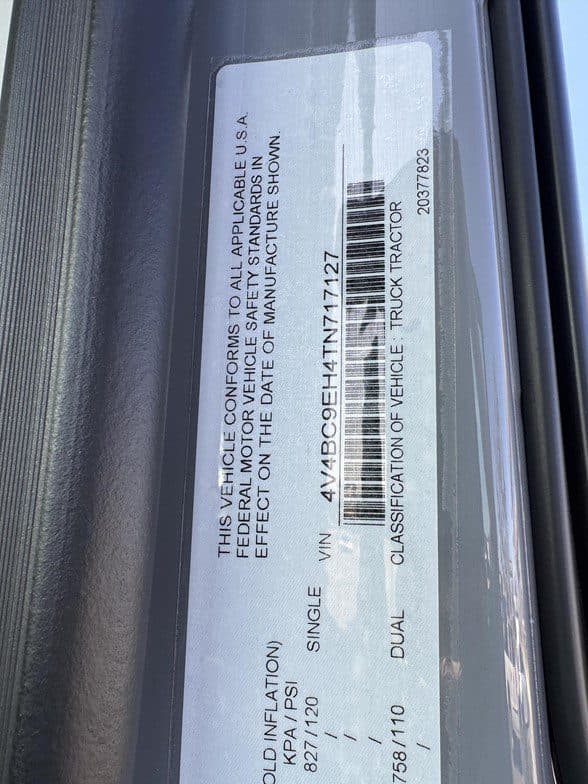 THIS VEHICLE CONFORMS TO ALL APPLICABLE U.S.A.
FEDERAL MOTOR VEHICLE SAFETY STANDARDS IN
EFFECT ON THE DATE OF MANUFACTURE SHOWN.
OLD INFLATION)
KPA / PSI
827/120 SINGLE VIN 4V4BC9EH4TN717127
/
/
/
758/110 DUAL CLASSIFICATION OF VEHICLE : TRUCK TRACTOR
/
20377823